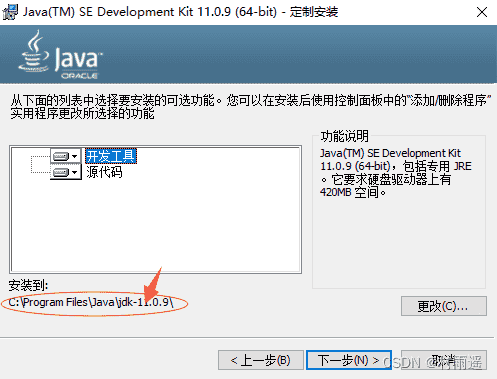 Java(TM) SE Development Kit 11.0.9 (64-bit) - 定制安装
Java™
ORACLE
从下面的列表中选择要安装的可选功能。您可以在安装后使用控制面板中的"添加/删除程序"
实用程序更改所选择的功能
功能说明
开发工具
源代码
Java(TM) SE Development Kit
11.0.9 (64-bit)，包括专用 JRE
。它要求硬盘驱动器上有
420MB 空间。
安装到:
C:\Program Files\Java\jdk-11.0.9\
更改(C)...
< 上一步(B)
下一步(N) >
取消